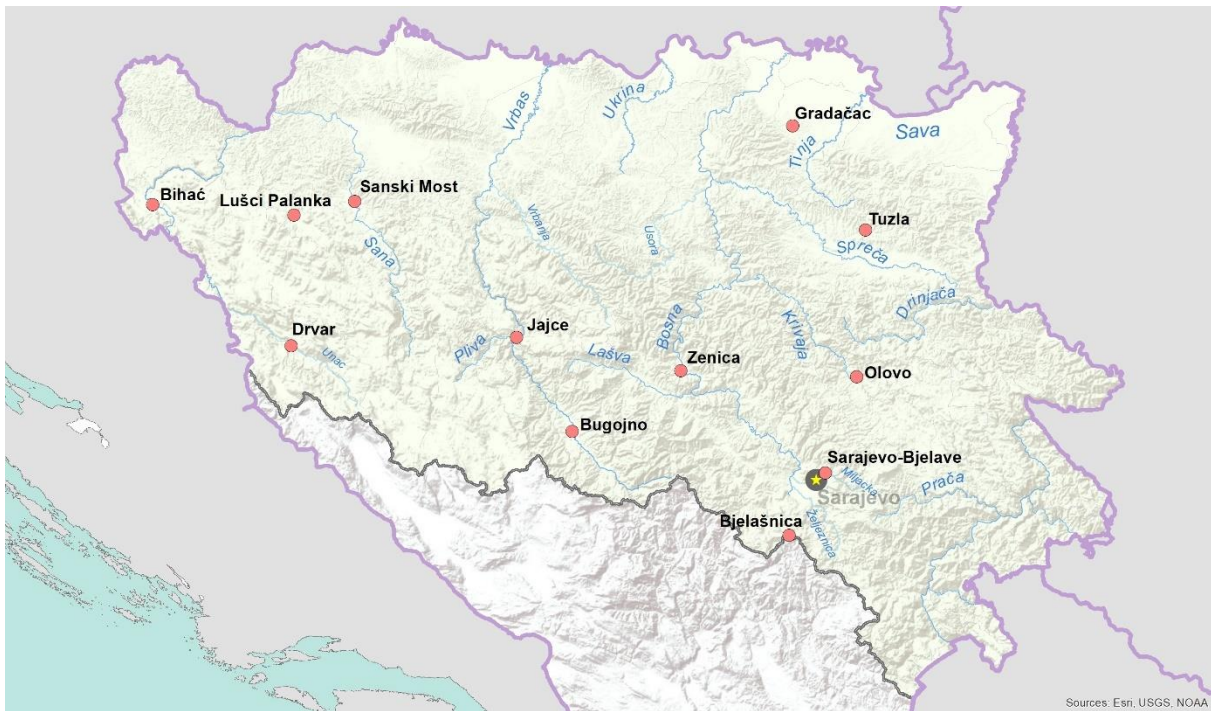 Vrbas
Ukrina
Gradačac
Tinja
Sava
Bihać
Lušci Palanka
Sanski Most
Vrbanja
Usora
Tuzla
Spreča
Sana
Drinjača
Drvar
Unac
Pliva
Jajce
Lašva
Bosna
Zenica
Krivaja
Olovo
Bugojno
Sarajevo-Bjelave
Miljacka
Prača
Sarajevo
Bjelašnica
Željeznica
Sources: Esri, USGS, NOAA